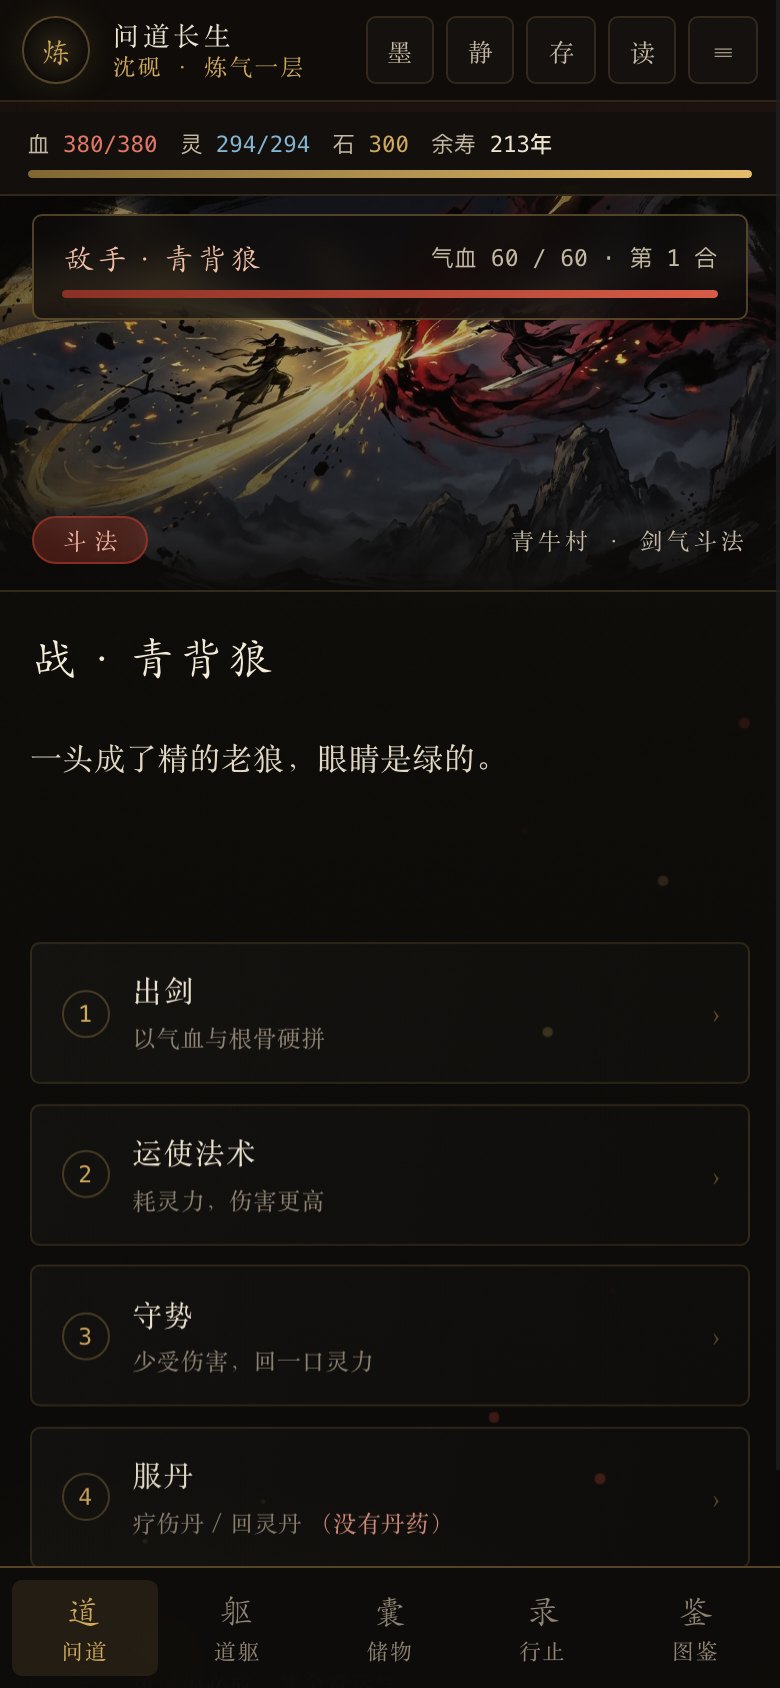 炼
问道长生
沈砚 · 炼气一层
墨 静 存 读 ≡
血 380/380 灵 294/294 石 300 余寿 213年
敌手 · 青背狼 气血 60 / 60 · 第 1 合
斗法 青牛村 · 剑气斗法
战 · 青背狼
一头成了精的老狼，眼睛是绿的。
1 出剑 ›
以气血与根骨硬拼
2 运使法术 ›
耗灵力，伤害更高
3 守势 ›
少受伤害，回一口灵力
4 服丹 ›
疗伤丹 / 回灵丹 （没有丹药）
道 躯 囊 录 鉴
问道 道躯 储物 行止 图鉴